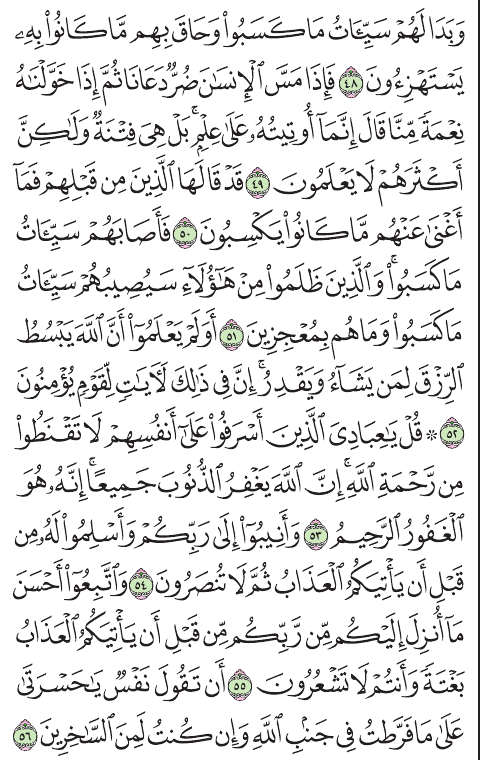 وَبَدَا لَهُمْ سَيِّـَٔاتُ مَا كَسَبُوا۟ وَحَاقَ بِهِم مَّا كَانُوا۟ بِهِۦ
يَسْتَهْزِءُونَ ٤٨ فَإِذَا مَسَّ ٱلْإِنسَٰنَ ضُرٌّ دَعَانَا ثُمَّ إِذَا خَوَّلْنَٰهُ
نِعْمَةً مِّنَّا قَالَ إِنَّمَآ أُوتِيتُهُۥ عَلَىٰ عِلْمٍۭ ۚ بَلْ هِىَ فِتْنَةٌ وَلَٰكِنَّ
أَكْثَرَهُمْ لَا يَعْلَمُونَ ٤٩ قَدْ قَالَهَا ٱلَّذِينَ مِن قَبْلِهِمْ فَمَآ
أَغْنَىٰ عَنْهُم مَّا كَانُوا۟ يَكْسِبُونَ ٥٠ فَأَصَابَهُمْ سَيِّـَٔاتُ
مَا كَسَبُوا۟ ۚ وَٱلَّذِينَ ظَلَمُوا۟ مِنْ هَٰٓؤُلَآءِ سَيُصِيبُهُمْ سَيِّـَٔاتُ
مَا كَسَبُوا۟ وَمَا هُم بِمُعْجِزِينَ ٥١ أَوَلَمْ يَعْلَمُوٓا۟ أَنَّ ٱللَّهَ يَبْسُطُ
ٱلرِّزْقَ لِمَن يَشَآءُ وَيَقْدِرُ ۚ إِنَّ فِى ذَٰلِكَ لَـَٔايَٰتٍ لِّقَوْمٍ يُؤْمِنُونَ
٥٢ ۞ قُلْ يَٰعِبَادِىَ ٱلَّذِينَ أَسْرَفُوا۟ عَلَىٰٓ أَنفُسِهِمْ لَا تَقْنَطُوا۟
مِن رَّحْمَةِ ٱللَّهِ ۚ إِنَّ ٱللَّهَ يَغْفِرُ ٱلذُّنُوبَ جَمِيعًا ۚ إِنَّهُۥ هُوَ
ٱلْغَفُورُ ٱلرَّحِيمُ ٥٣ وَأَنِيبُوٓا۟ إِلَىٰ رَبِّكُمْ وَأَسْلِمُوا۟ لَهُۥ مِن
قَبْلِ أَن يَأْتِيَكُمُ ٱلْعَذَابُ ثُمَّ لَا تُنصَرُونَ ٥٤ وَٱتَّبِعُوٓا۟ أَحْسَنَ
مَآ أُنزِلَ إِلَيْكُم مِّن رَّبِّكُم مِّن قَبْلِ أَن يَأْتِيَكُمُ ٱلْعَذَابُ
بَغْتَةً وَأَنتُمْ لَا تَشْعُرُونَ ٥٥ أَن تَقُولَ نَفْسٌ يَٰحَسْرَتَىٰ
عَلَىٰ مَا فَرَّطتُ فِى جَنۢبِ ٱللَّهِ وَإِن كُنتُ لَمِنَ ٱلسَّٰخِرِينَ ٥٦